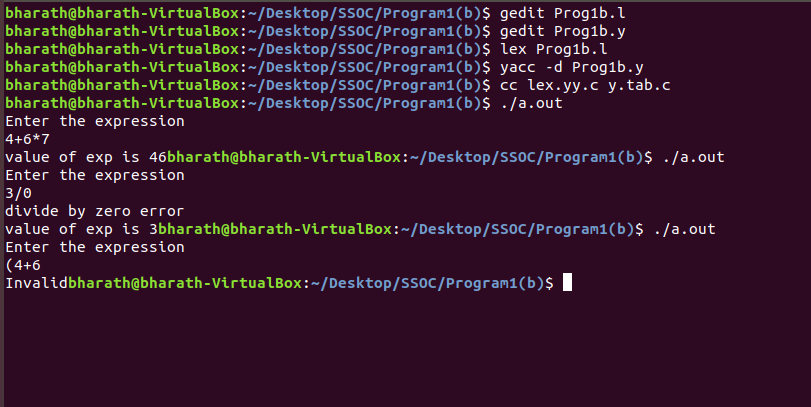 bharath@bharath-VirtualBox:~/Desktop/SSOC/Program1(b)$ gedit Prog1b.l
bharath@bharath-VirtualBox:~/Desktop/SSOC/Program1(b)$ gedit Prog1b.y
bharath@bharath-VirtualBox:~/Desktop/SSOC/Program1(b)$ lex Prog1b.l
bharath@bharath-VirtualBox:~/Desktop/SSOC/Program1(b)$ yacc -d Prog1b.y
bharath@bharath-VirtualBox:~/Desktop/SSOC/Program1(b)$ cc lex.yy.c y.tab.c
bharath@bharath-VirtualBox:~/Desktop/SSOC/Program1(b)$ ./a.out
Enter the expression
4+6*7
value of exp is 46bharath@bharath-VirtualBox:~/Desktop/SSOC/Program1(b)$ ./a.out
Enter the expression
3/0
divide by zero error
value of exp is 3bharath@bharath-VirtualBox:~/Desktop/SSOC/Program1(b)$ ./a.out
Enter the expression
(4+6
Invalidbharath@bharath-VirtualBox:~/Desktop/SSOC/Program1(b)$